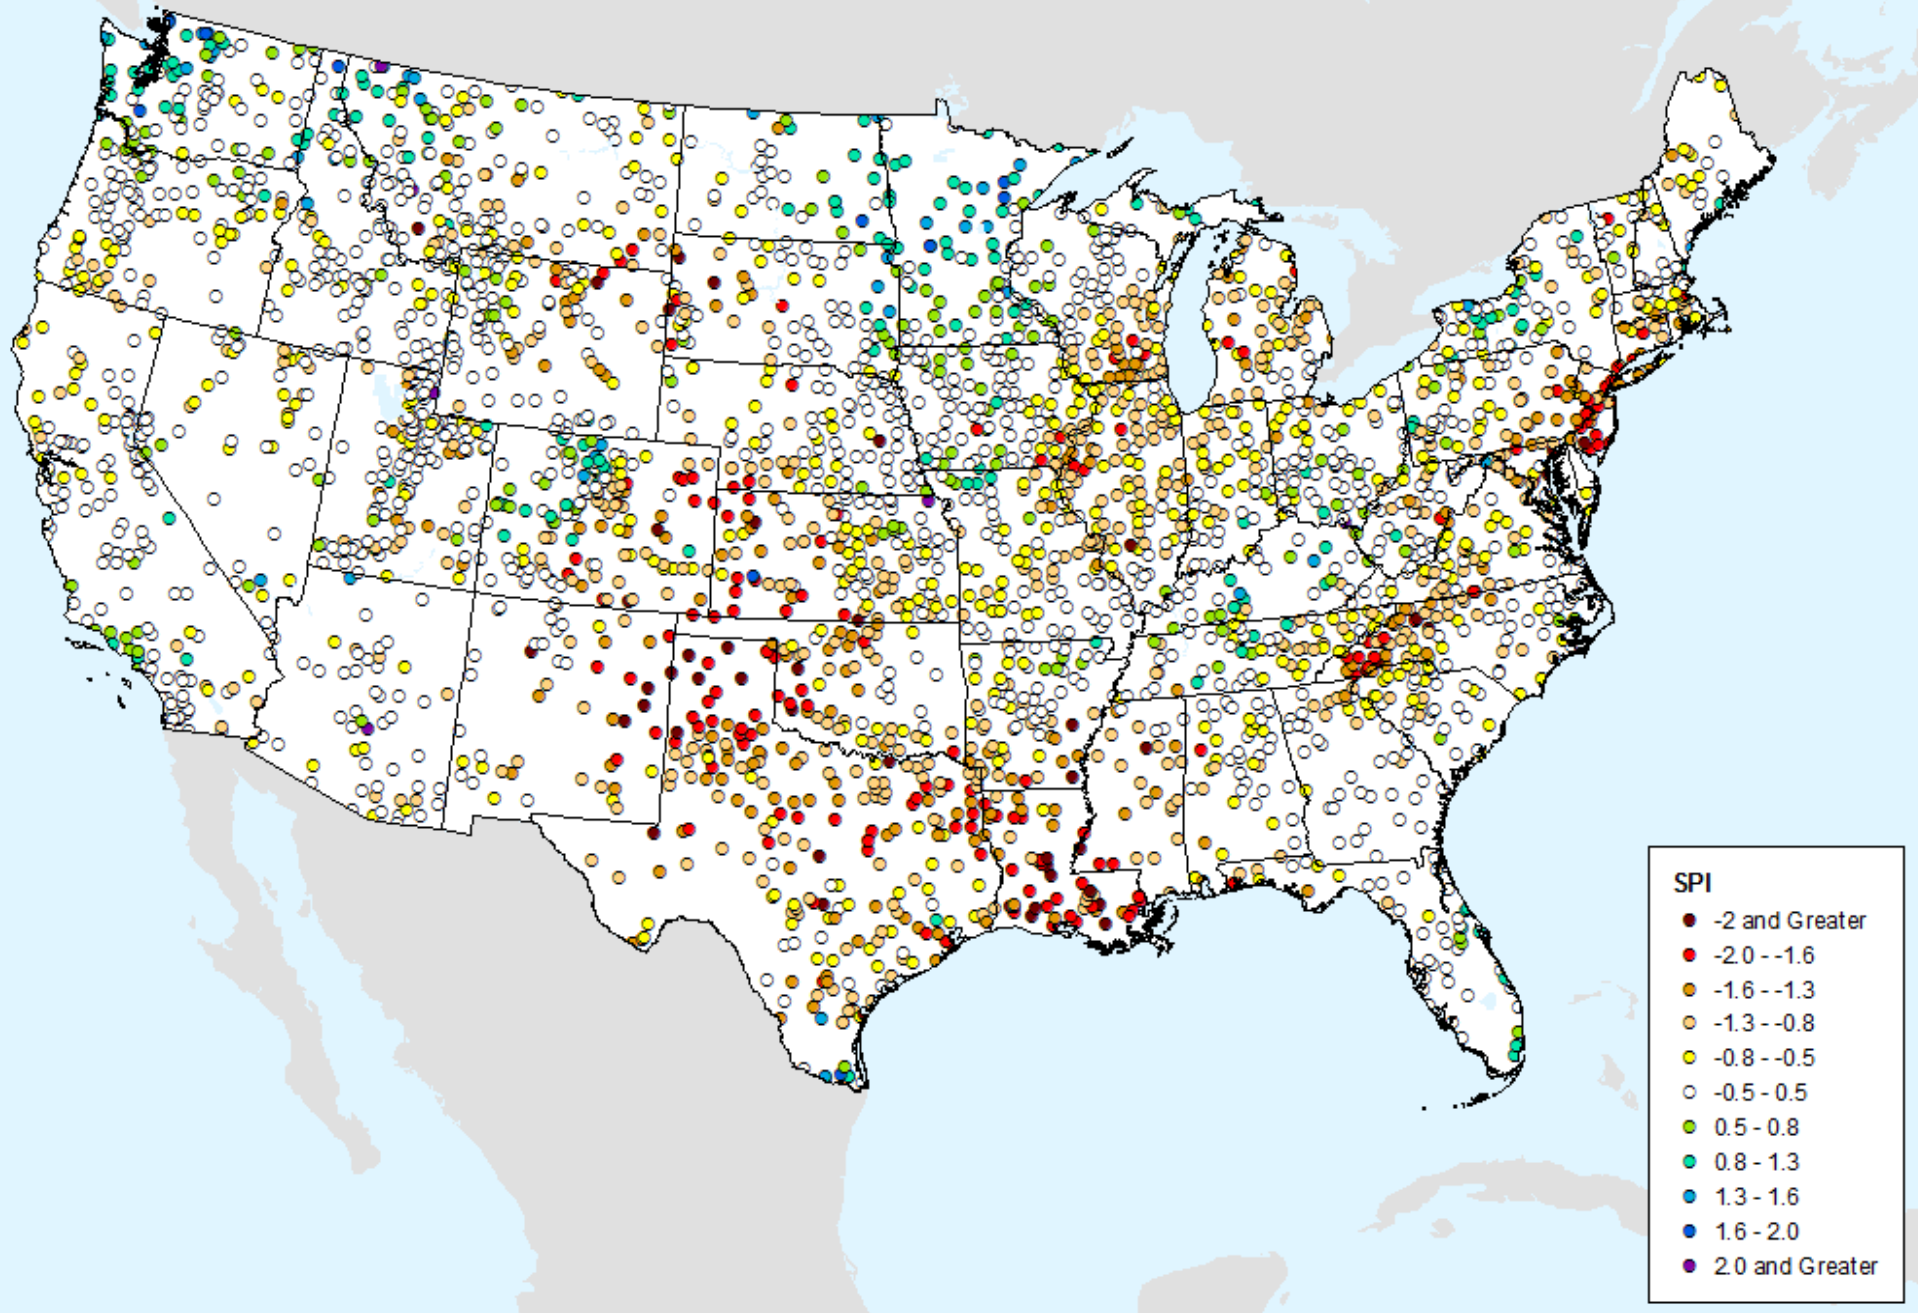 SPI
-2 and Greater
-2.0 - -1.6
-1.6 - -1.3
-1.3 - -0.8
-0.8 - -0.5
-0.5 - 0.5
0.5 - 0.8
0.8 - 1.3
1.3 - 1.6
1.6 - 2.0
2.0 and Greater